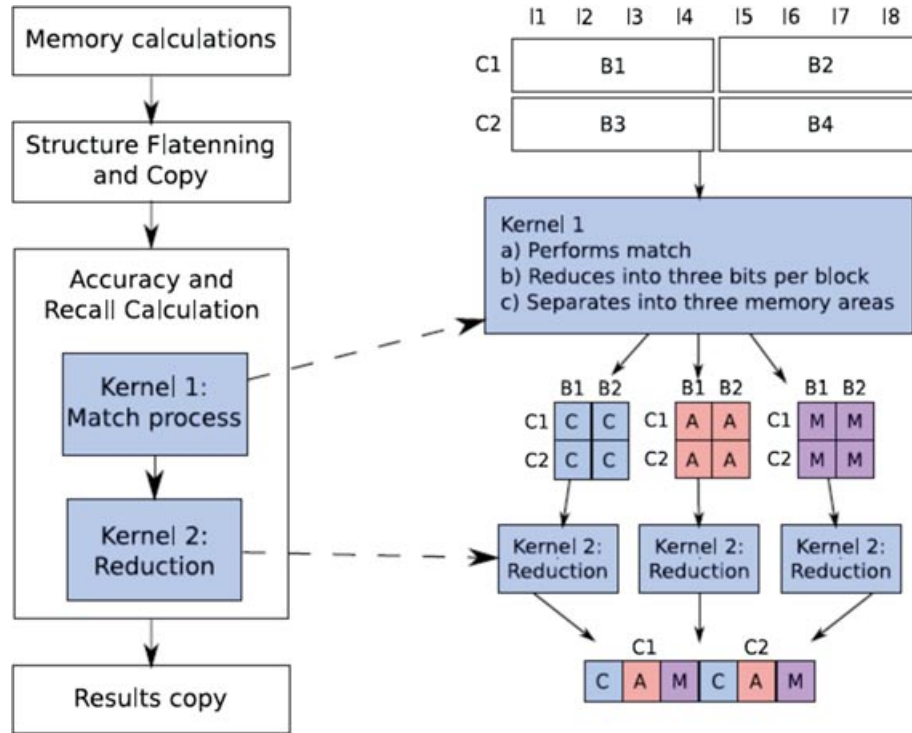 Memory calculations
Structure Flatenning
and Copy
Accuracy and
Recall Calculation
Kernel 1:
Match process
Kernel 2:
Reduction
Results copy
I1 I2 I3 I4 I5 I6 I7 I8
C1 B1 B2
C2 B3 B4
Kernel 1
a) Performs match
b) Reduces into three bits per block
c) Separates into three memory areas
B1 B2 B1 B2 B1 B2
C1 C C C1 A A C1 M M
C2 C C C2 A A C2 M M
Kernel 2: Kernel 2: Kernel 2:
Reduction Reduction Reduction
C1 C2
C A M C A M